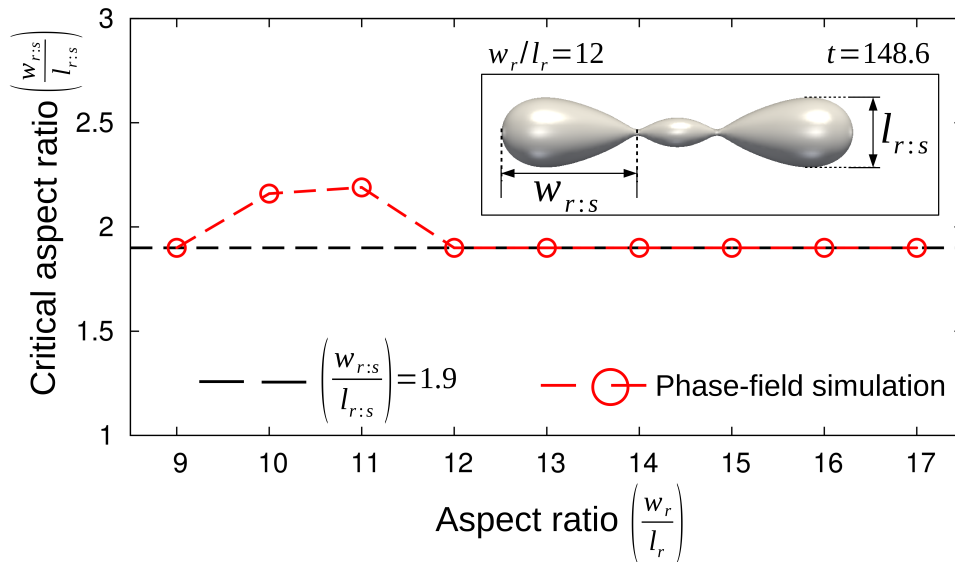 Critical aspect ratio (w_{r:s}/l_{r:s})
3
2.5
2
1.5
1
w_r/l_r=12
t=148.6
l_{r:s}
w_{r:s}
(w_{r:s}/l_{r:s})=1.9
Phase-field simulation
9 10 11 12 13 14 15 16 17
Aspect ratio (w_r/l_r)